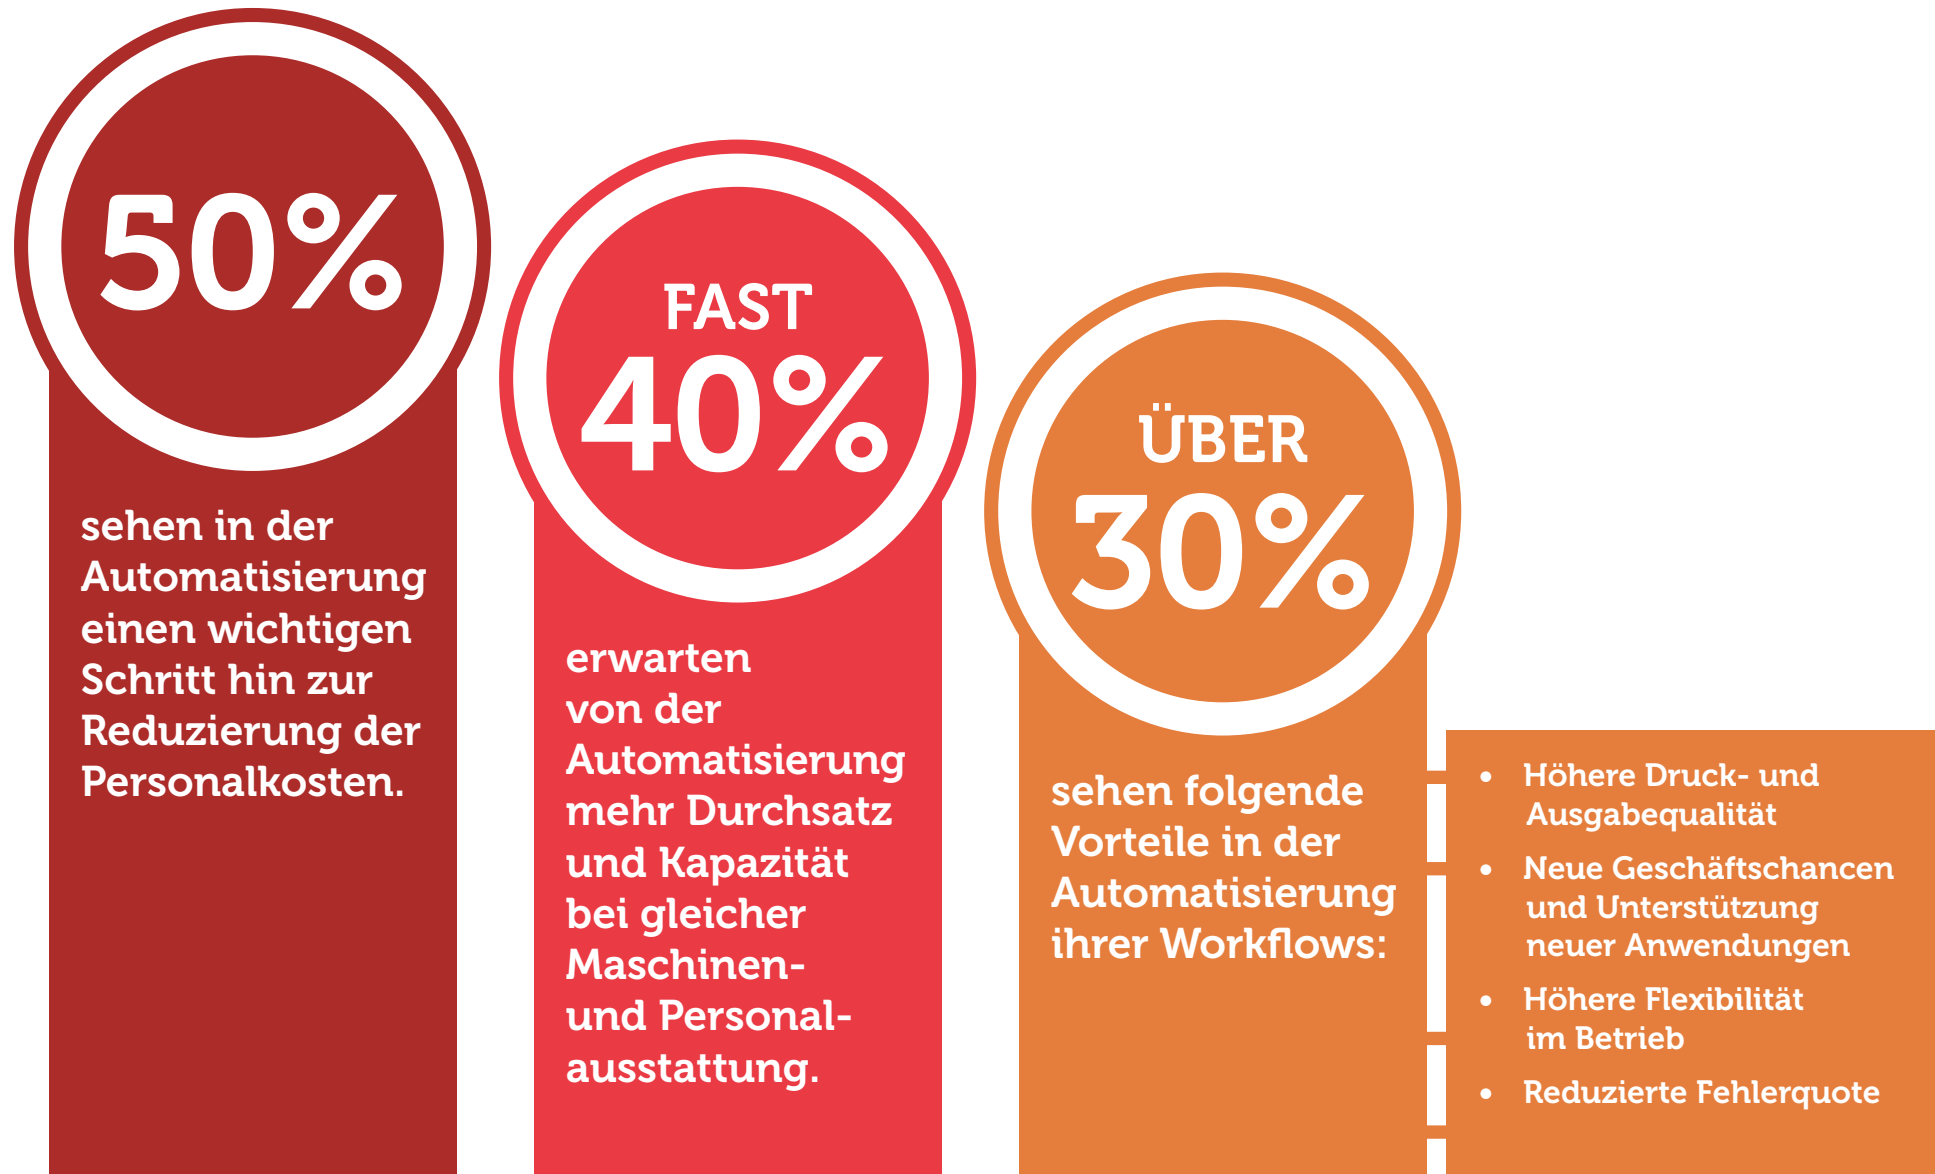 50%
sehen in der
Automatisierung
einen wichtigen
Schritt hin zur
Reduzierung der
Personalkosten.
FAST
40%
erwarten
von der
Automatisierung
mehr Durchsatz
und Kapazität
bei gleicher
Maschinen-
und Personal-
ausstattung.
ÜBER
30%
sehen folgende
Vorteile in der
Automatisierung
ihrer Workflows:
• Höhere Druck- und
Ausgabequalität
• Neue Geschäftschancen
und Unterstützung
neuer Anwendungen
• Höhere Flexibilität
im Betrieb
• Reduzierte Fehlerquote